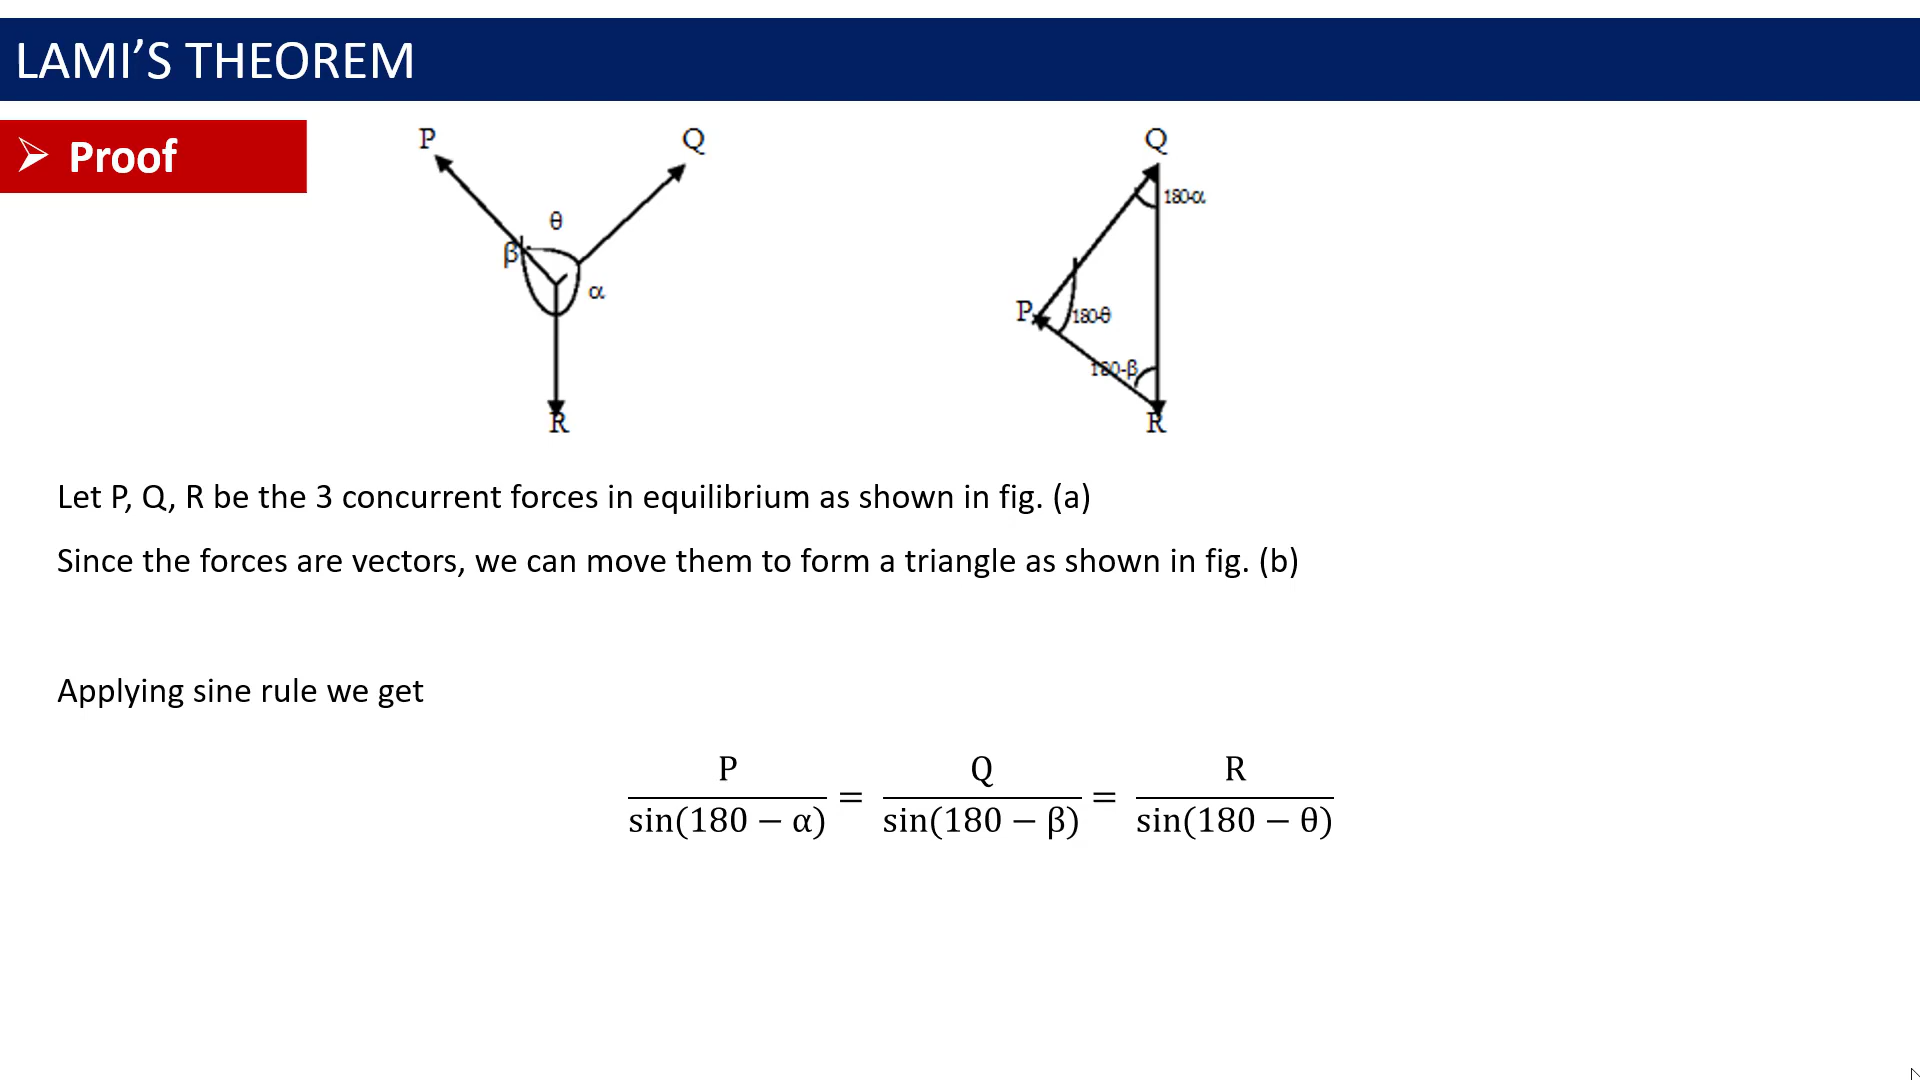 LAMI’S THEOREM
➢ Proof
P
Q
θ
β
α
R
Q
180-α
P
180-θ
180-β
R
Let P, Q, R be the 3 concurrent forces in equilibrium as shown in fig. (a)
Since the forces are vectors, we can move them to form a triangle as shown in fig. (b)
Applying sine rule we get
P/sin(180 − α) = Q/sin(180 − β) = R/sin(180 − θ)